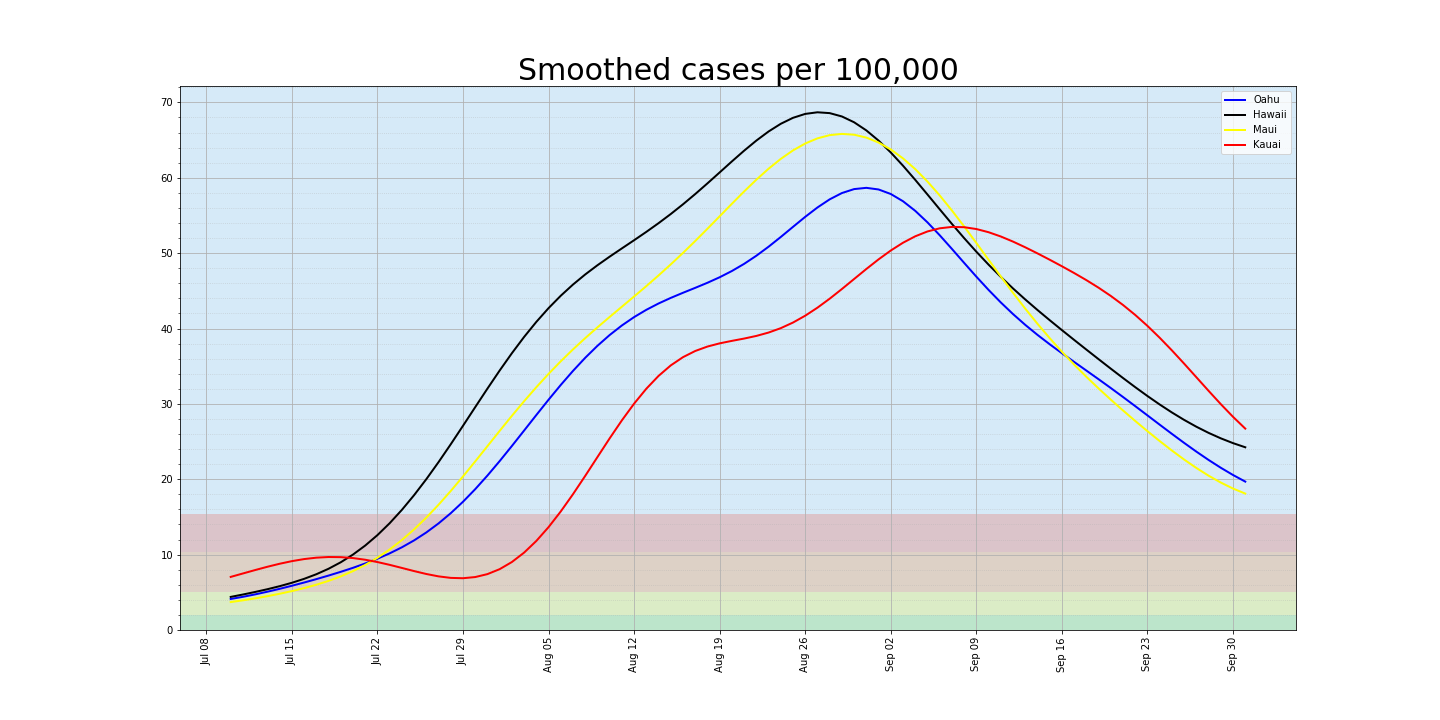 Smoothed cases per 100,000
Oahu
Hawaii
Maui
Kauai
70
60
50
40
30
20
10
0
Jul 08
Jul 15
Jul 22
Jul 29
Aug 05
Aug 12
Aug 19
Aug 26
Sep 02
Sep 09
Sep 16
Sep 23
Sep 30